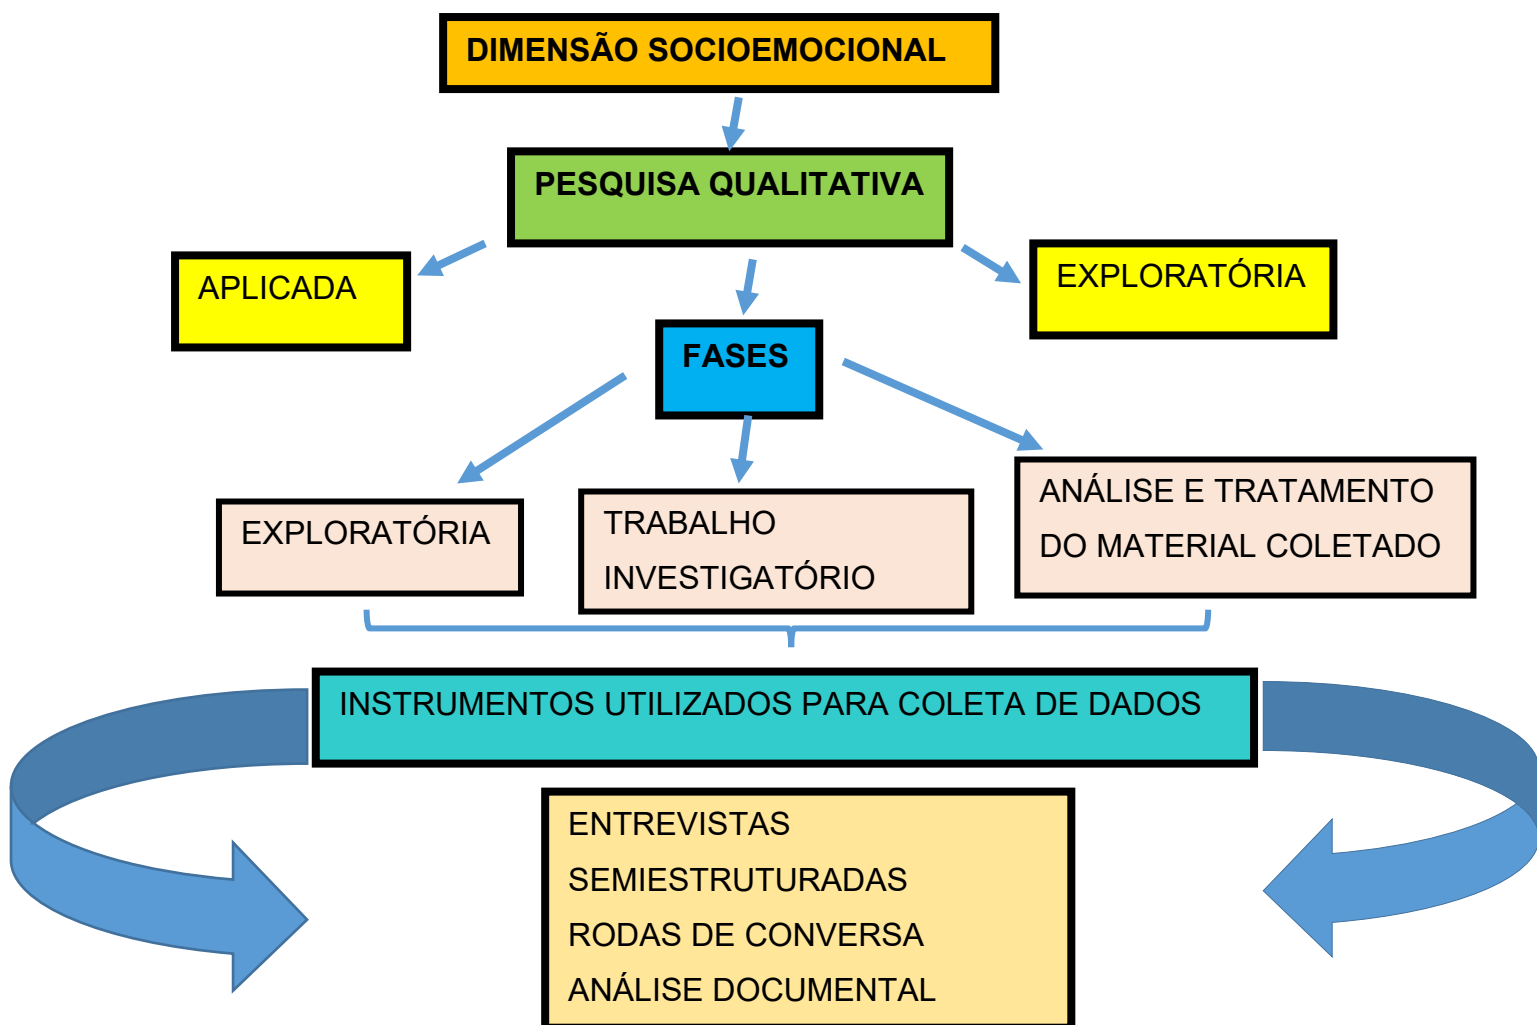 DIMENSÃO SOCIOEMOCIONAL
PESQUISA QUALITATIVA
APLICADA
EXPLORATÓRIA
FASES
EXPLORATÓRIA
TRABALHO
INVESTIGATÓRIO
ANÁLISE E TRATAMENTO
DO MATERIAL COLETADO
INSTRUMENTOS UTILIZADOS PARA COLETA DE DADOS
ENTREVISTAS
SEMIESTRUTURADAS
RODAS DE CONVERSA
ANÁLISE DOCUMENTAL